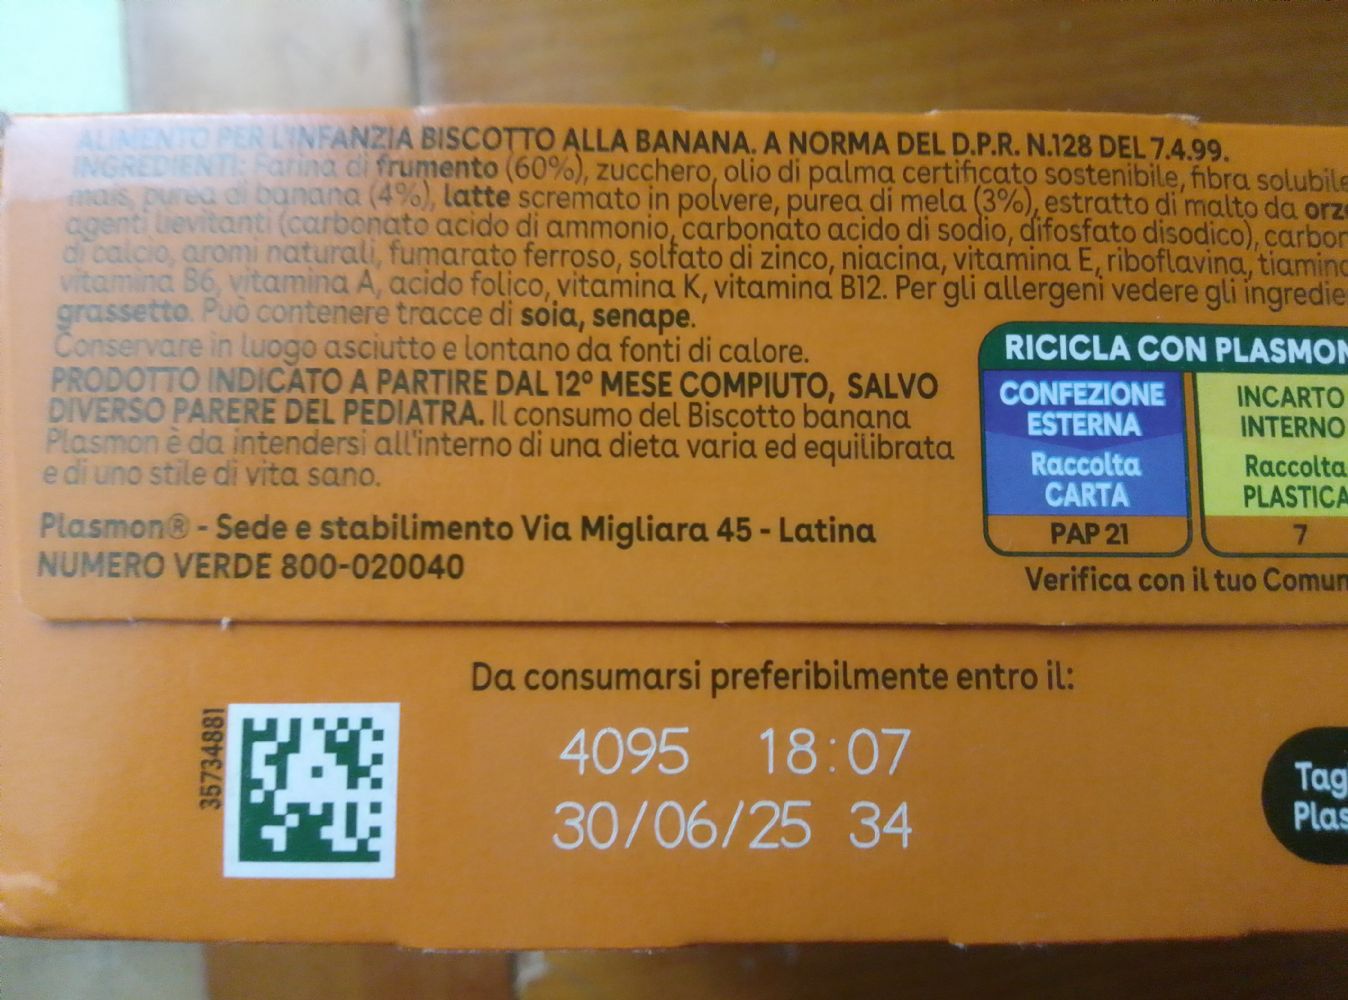 ALIMENTO PER L'INFANZIA BISCOTTO ALLA BANANA. A NORMA DEL D.P.R. N.128 DEL 7.4.99.
INGREDIENTI: Farina di frumento (60%), zucchero, olio di palma certificato sostenibile, fibra solubile
mais, purea di banana (4%), latte scremato in polvere, purea di mela (3%), estratto di malto da orz
agenti lievitanti (carbonato acido di ammonio, carbonato acido di sodio, difosfato disodico), carbon
di calcio, aromi naturali, fumarato ferroso, solfato di zinco, niacina, vitamina E, riboflavina, tiamina
vitamina B6, vitamina A, acido folico, vitamina K, vitamina B12. Per gli allergeni vedere gli ingredie
grassetto. Può contenere tracce di soia, senape.
Conservare in luogo asciutto e lontano da fonti di calore.
PRODOTTO INDICATO A PARTIRE DAL 12° MESE COMPIUTO, SALVO
DIVERSO PARERE DEL PEDIATRA. Il consumo del Biscotto banana
Plasmon è da intendersi all'interno di una dieta varia ed equilibrata
e di uno stile di vita sano.
Plasmon® - Sede e stabilimento Via Migliara 45 - Latina
NUMERO VERDE 800-020040
RICICLA CON PLASMON
CONFEZIONE
ESTERNA
Raccolta
CARTA
PAP 21
INCARTO
INTERNO
Raccolta
PLASTICA
7
Verifica con il tuo Comun
Da consumarsi preferibilmente entro il:
35734881
4095 18:07
30/06/25 34
Tag
Plas